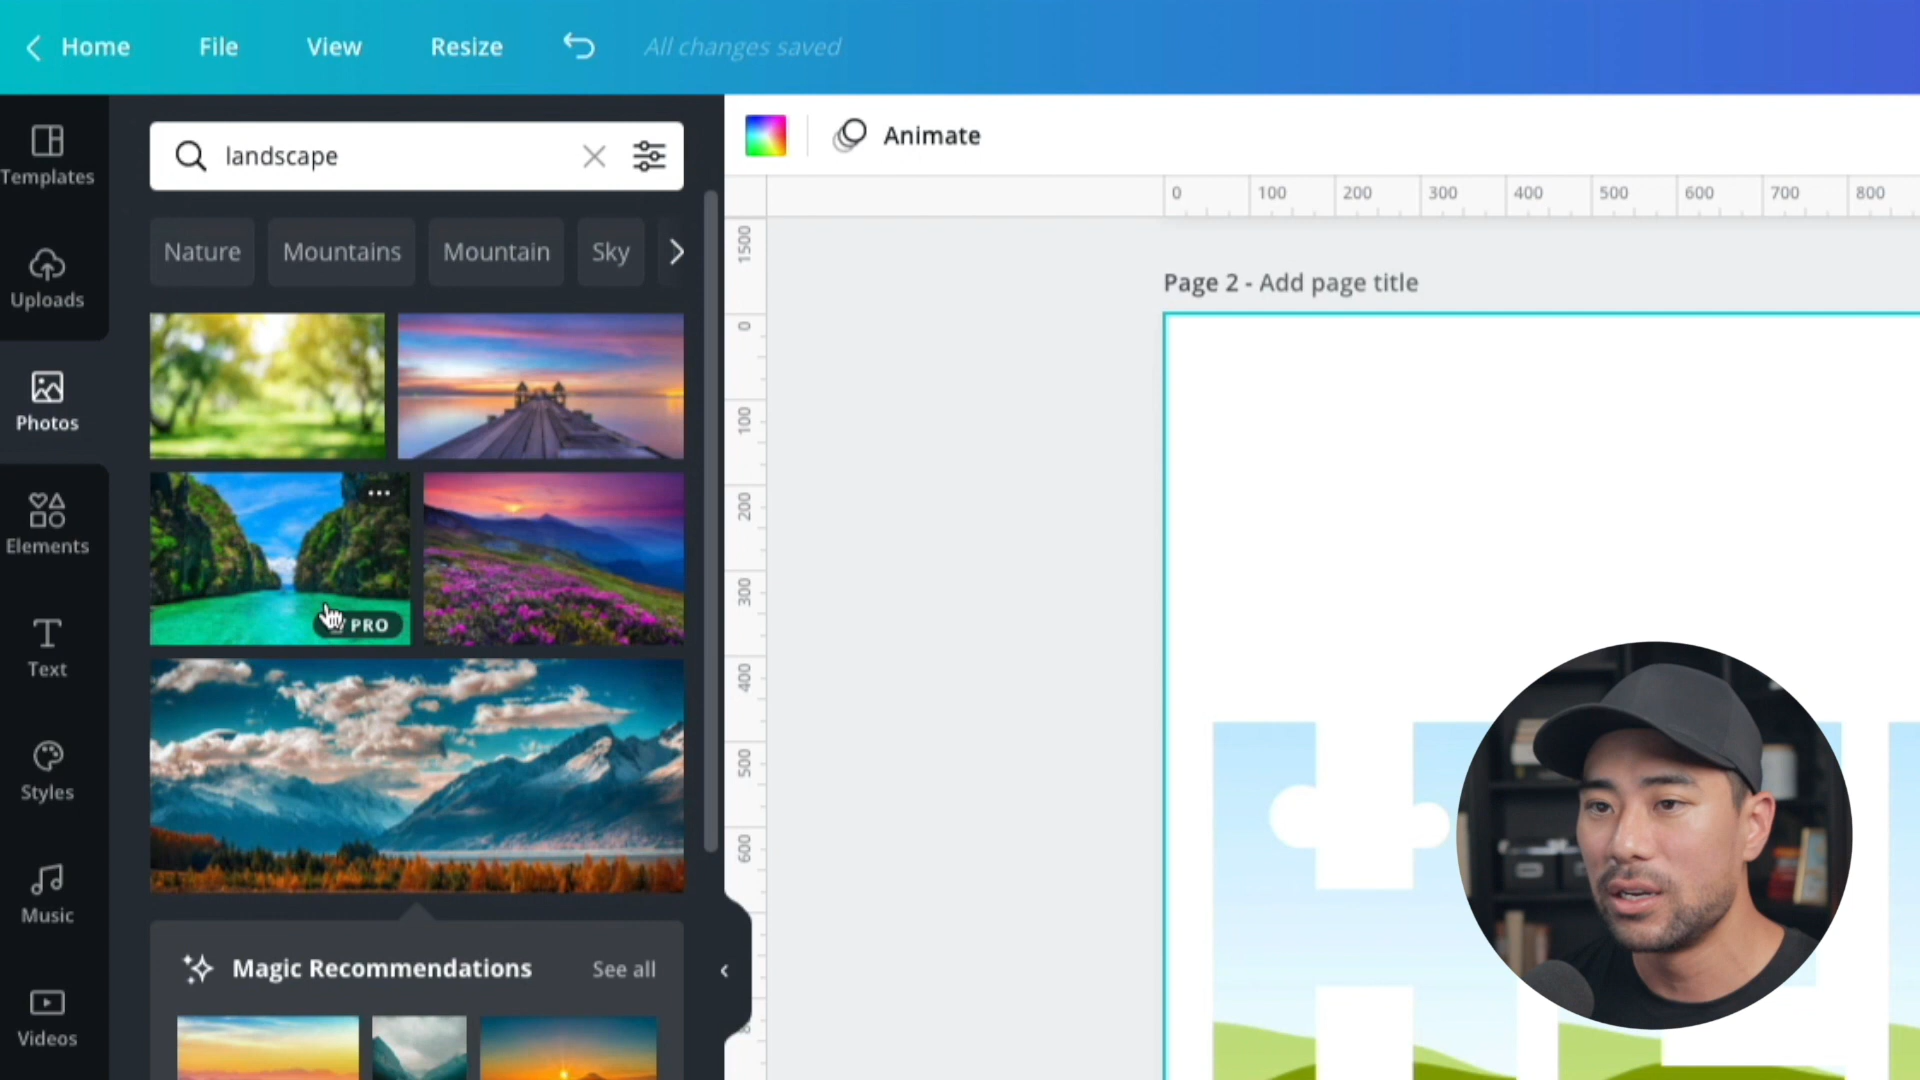 Home File View Resize All changes saved
Templates
Uploads
Photos
Elements
Text
Styles
Music
Videos
landscape
Nature Mountains Mountain Sky
PRO
Magic Recommendations See all
Animate
0 100 200 300 400 500 600 700 800
1500
0
100
200
300
400
500
600
Page 2 - Add page title